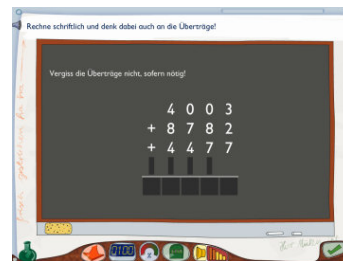 Rechne schriftlich und denk dabei auch an die Überträge!
Vergiss die Überträge nicht, sofern nötig!
4 0 0 3
+ 8 7 8 2
+ 4 4 7 7
0100